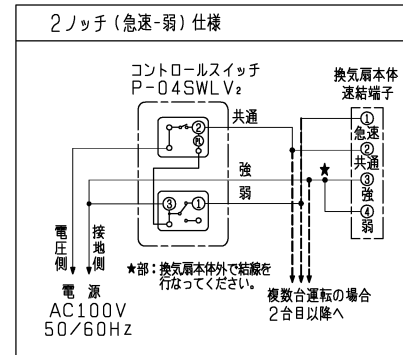 2ノッチ(急速-弱)仕様
コントロールスイッチ
P-04SWLV₂
換気扇本体
速結端子
共通
強
弱
②
PL
③
①
①
急速
②
共通
③
強
④
弱
★
電圧側
接地側
電源
AC100V
50/60Hz
★部:換気扇本体外で結線を
行なってください。
複数台運転の場合
2台目以降へ